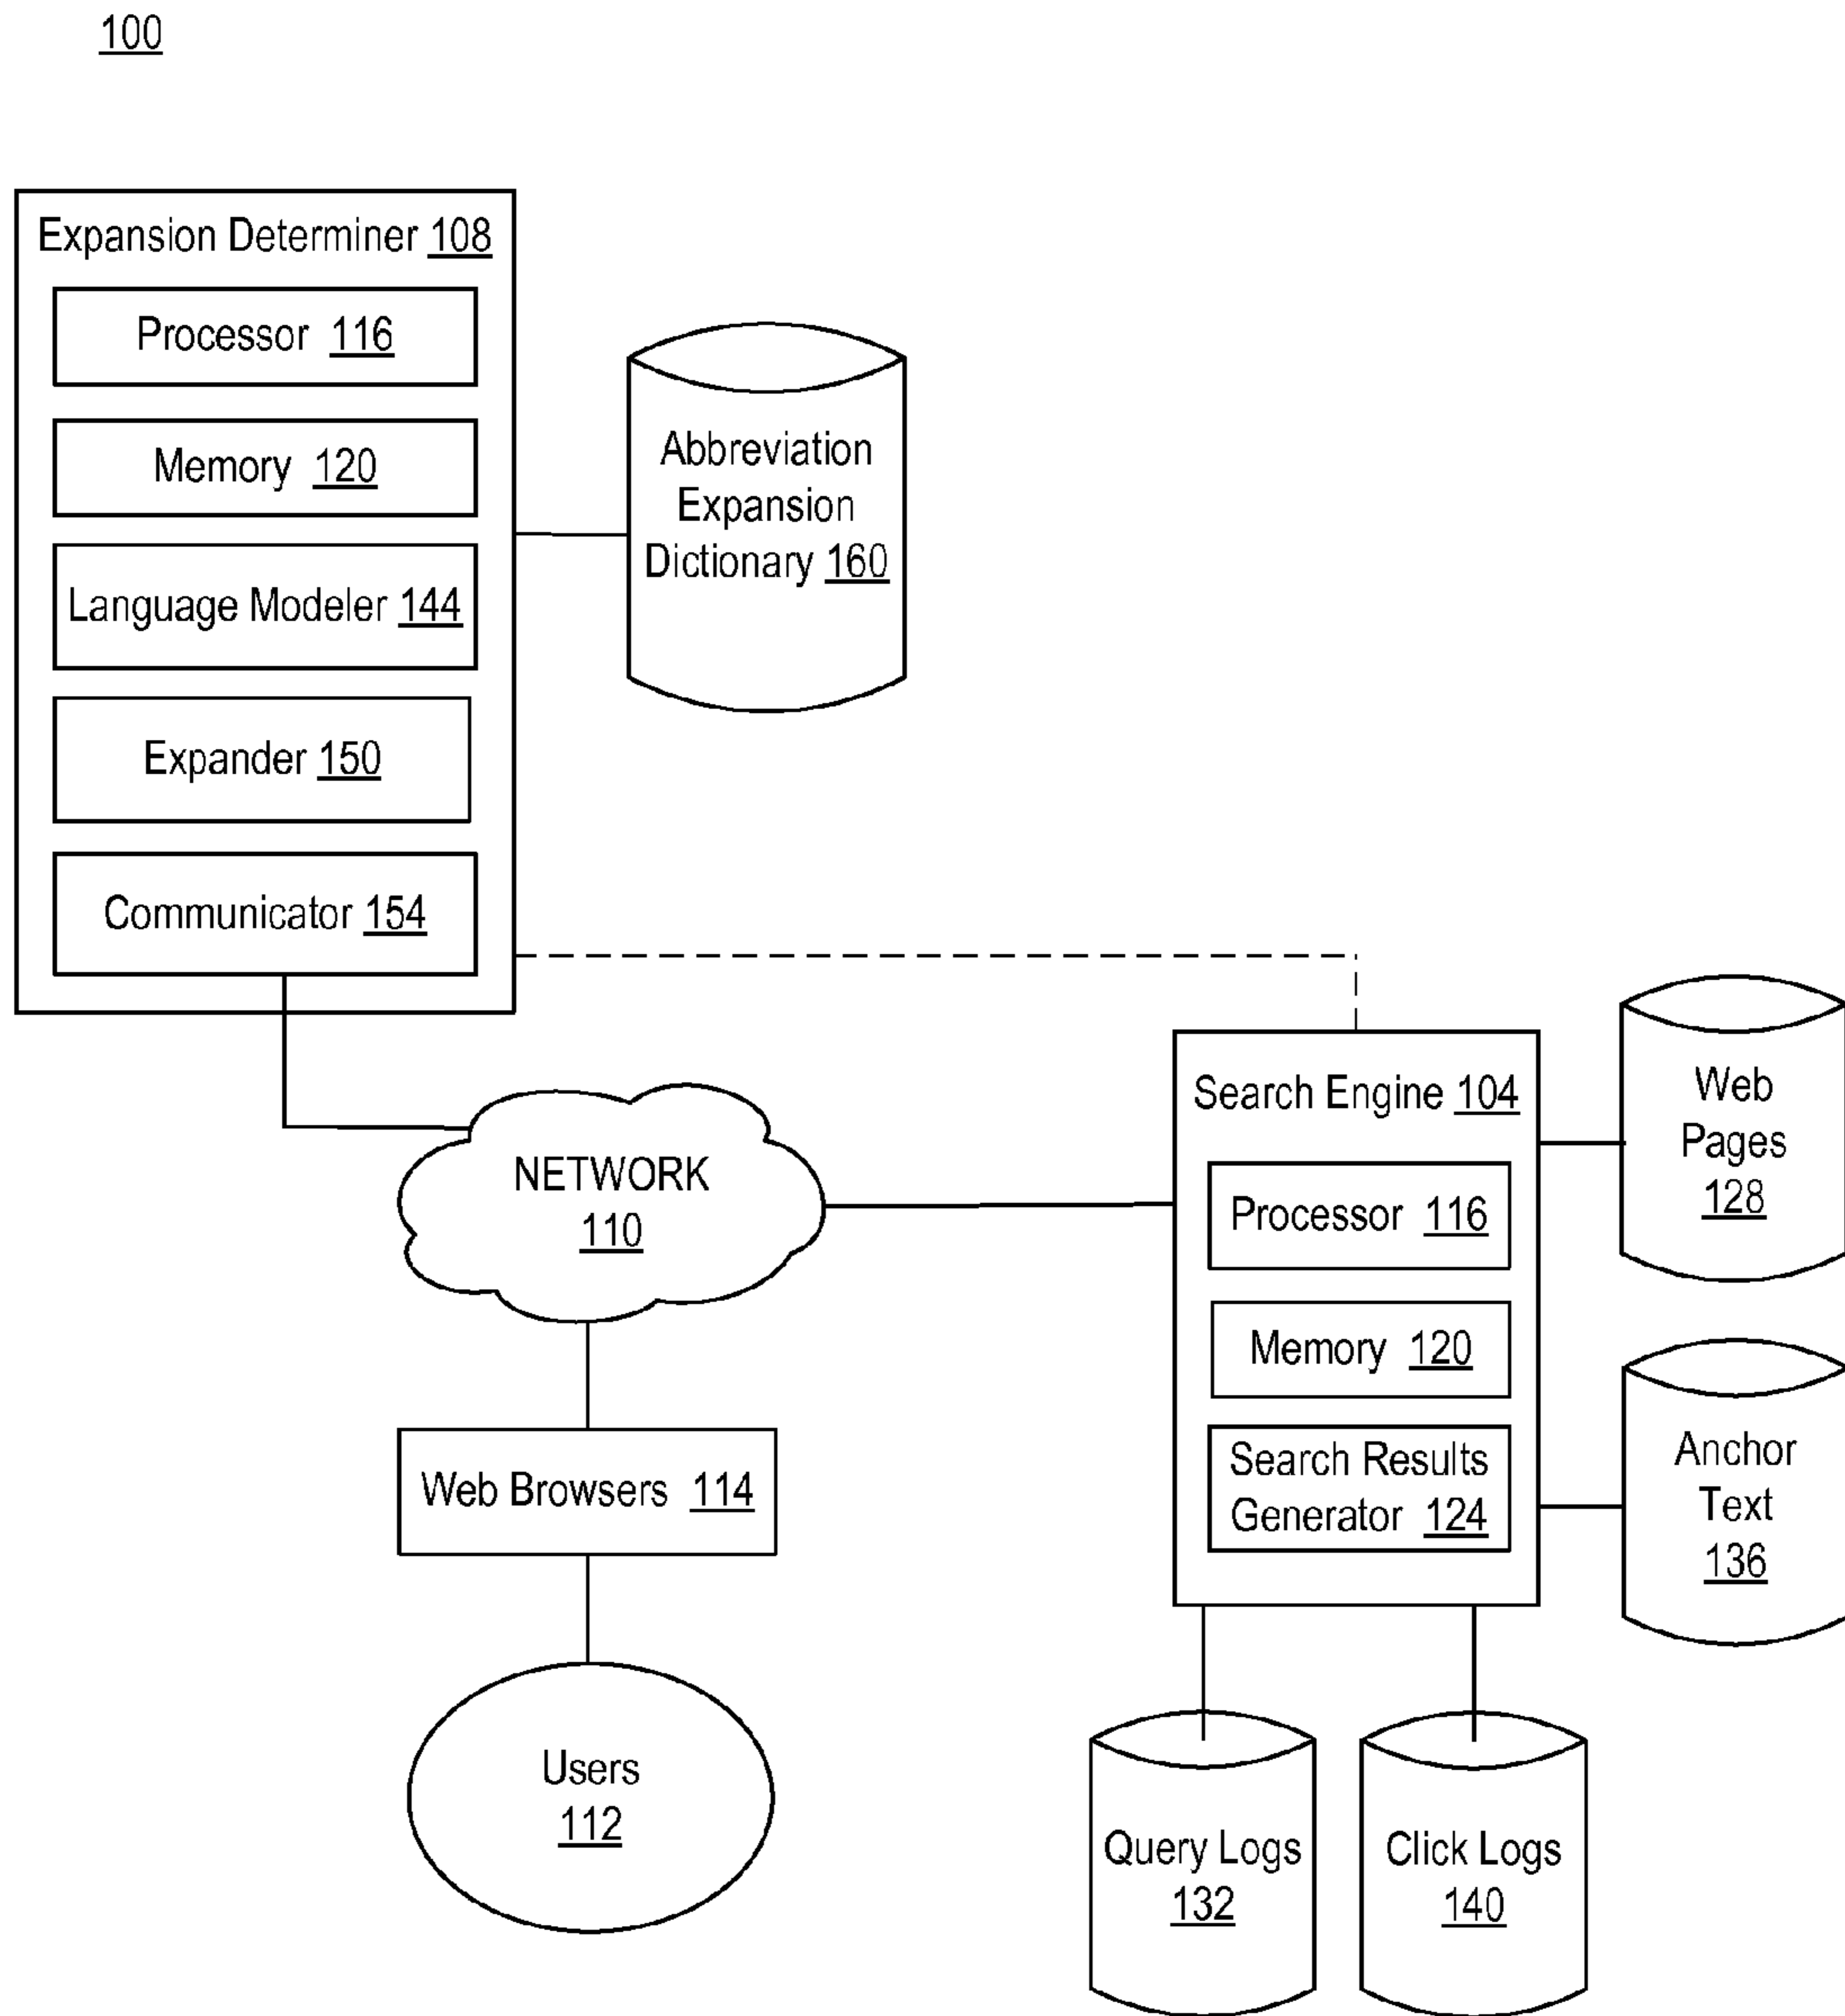 100
Expansion Determiner 108
Processor 116
Memory 120
Language Modeler 144
Expander 150
Communicator 154
Abbreviation
Expansion
Dictionary 160
NETWORK
110
Web Browsers 114
Users
112
Search Engine 104
Processor 116
Memory 120
Search Results
Generator 124
Web
Pages
128
Anchor
Text
136
Query Logs
132
Click Logs
140